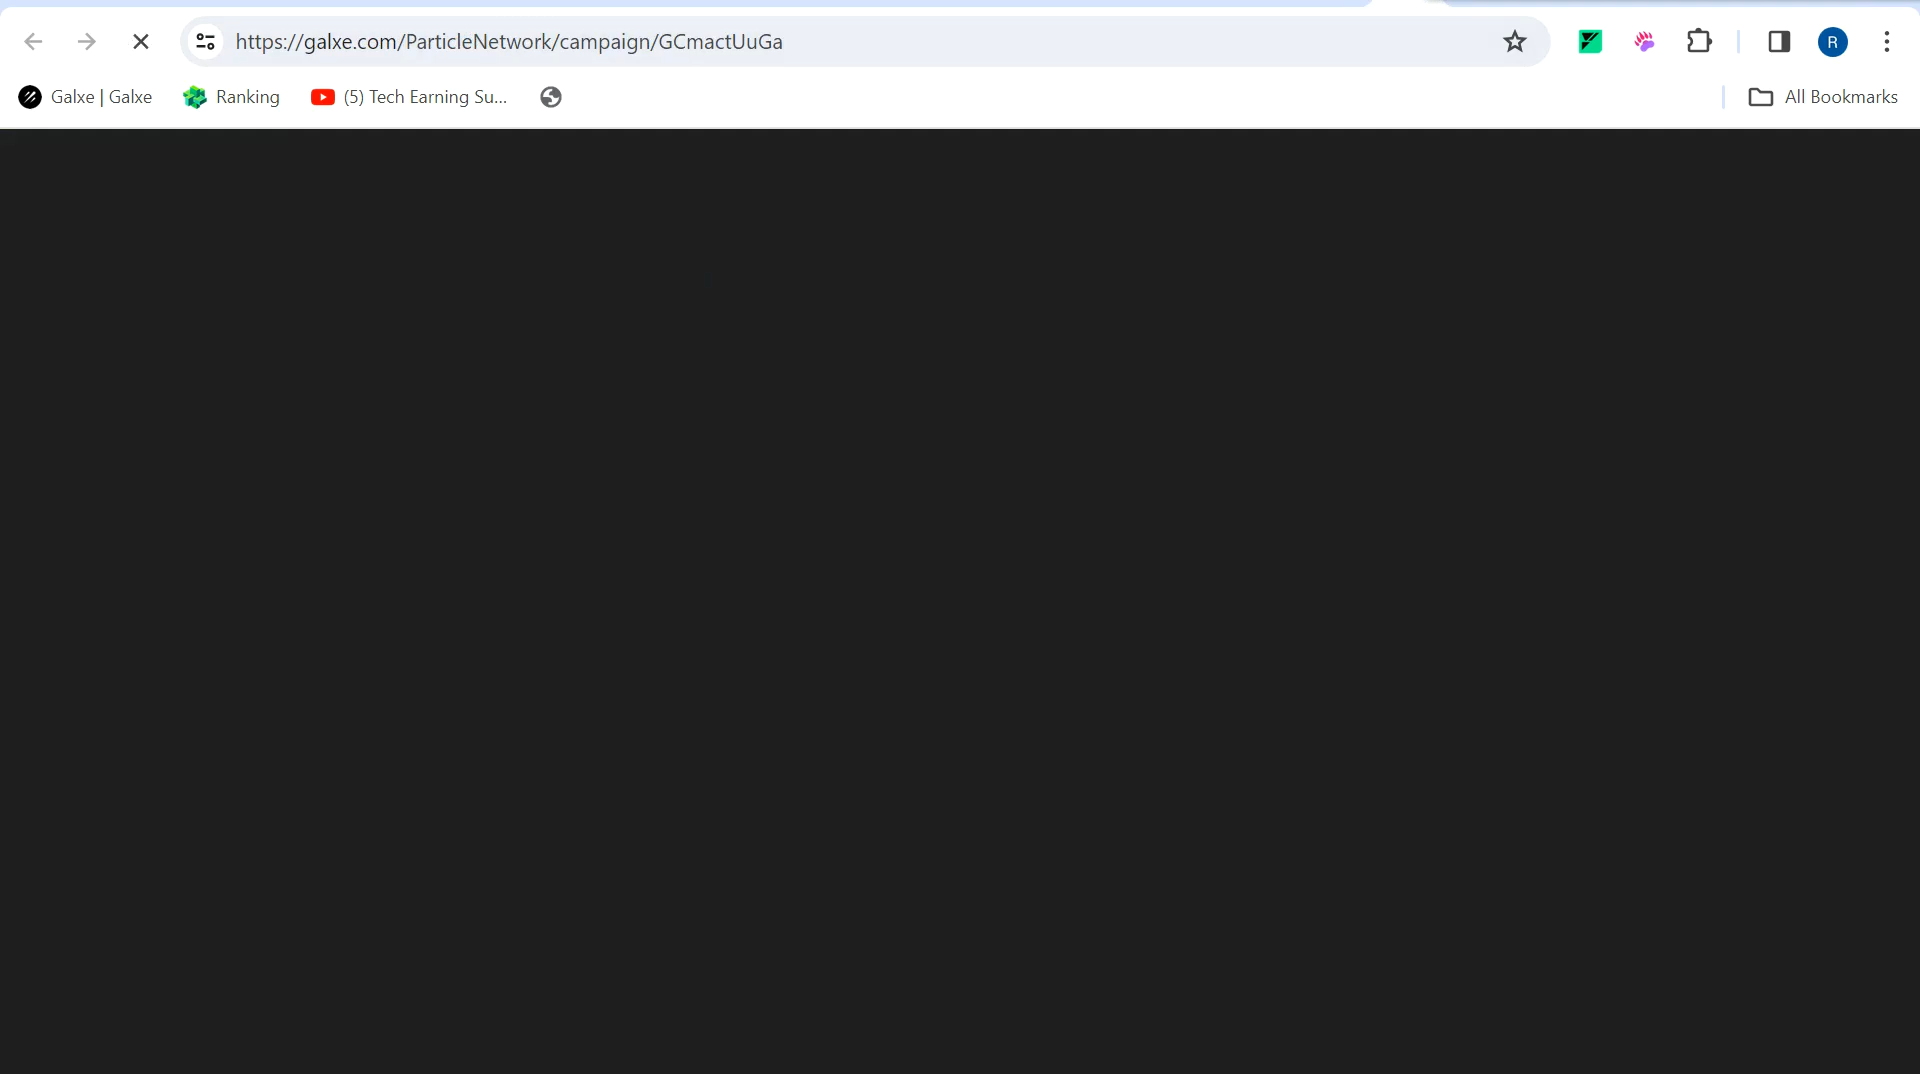 https://galxe.com/ParticleNetwork/campaign/GCmactUuGa
R
Galxe | Galxe
Ranking
(5) Tech Earning Su...
All Bookmarks